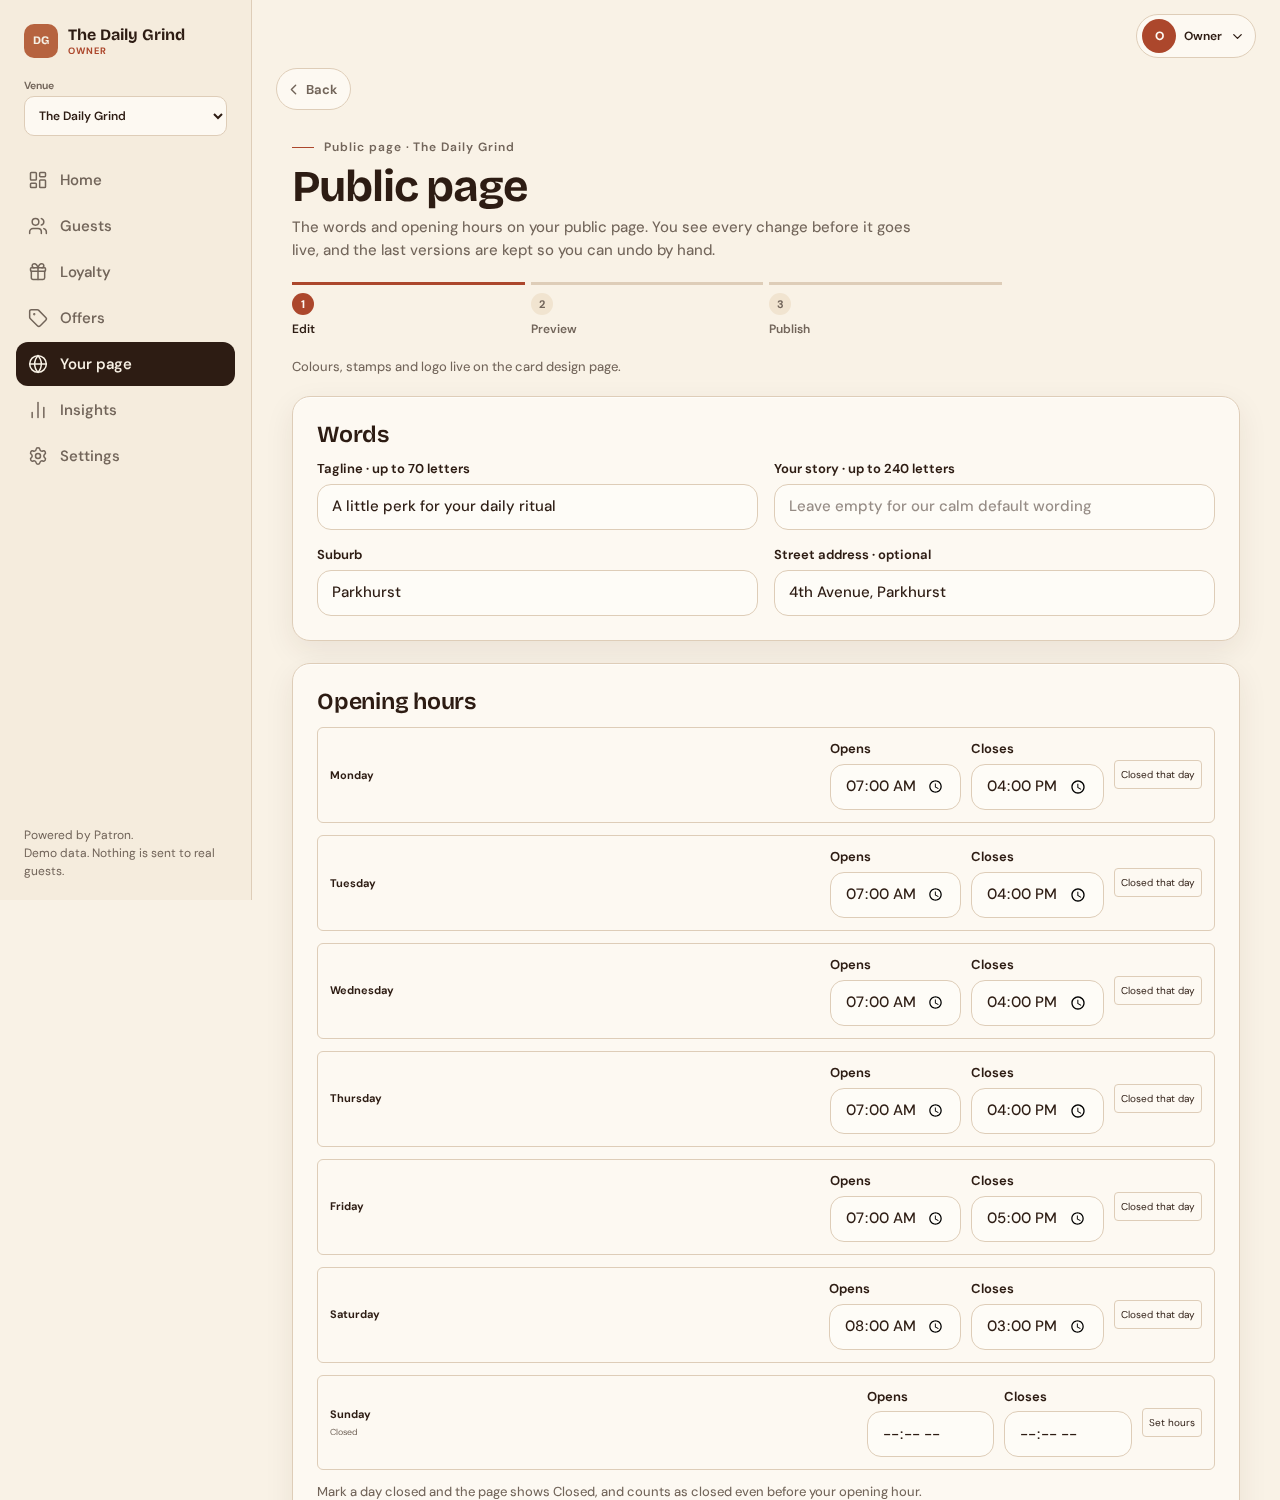 DG
The Daily Grind
OWNER
Venue
The Daily Grind
Home
Guests
Loyalty
Offers
Your page
Insights
Settings
Powered by Patron.
Demo data. Nothing is sent to real
guests.
O
Owner
Back
Public page · The Daily Grind
Public page
The words and opening hours on your public page. You see every change before it goes
live, and the last versions are kept so you can undo by hand.
1
Edit
2
Preview
3
Publish
Colours, stamps and logo live on the card design page.
Words
Tagline · up to 70 letters
A little perk for your daily ritual
Your story · up to 240 letters
Leave empty for our calm default wording
Suburb
Parkhurst
Street address · optional
4th Avenue, Parkhurst
Opening hours
Monday
Opens
07:00 AM
Closes
04:00 PM
Closed that day
Tuesday
Opens
07:00 AM
Closes
04:00 PM
Closed that day
Wednesday
Opens
07:00 AM
Closes
04:00 PM
Closed that day
Thursday
Opens
07:00 AM
Closes
04:00 PM
Closed that day
Friday
Opens
07:00 AM
Closes
05:00 PM
Closed that day
Saturday
Opens
08:00 AM
Closes
03:00 PM
Closed that day
Sunday
Closed
Opens
--:-- --
Closes
--:-- --
Set hours
Mark a day closed and the page shows Closed, and counts as closed even before your opening hour.